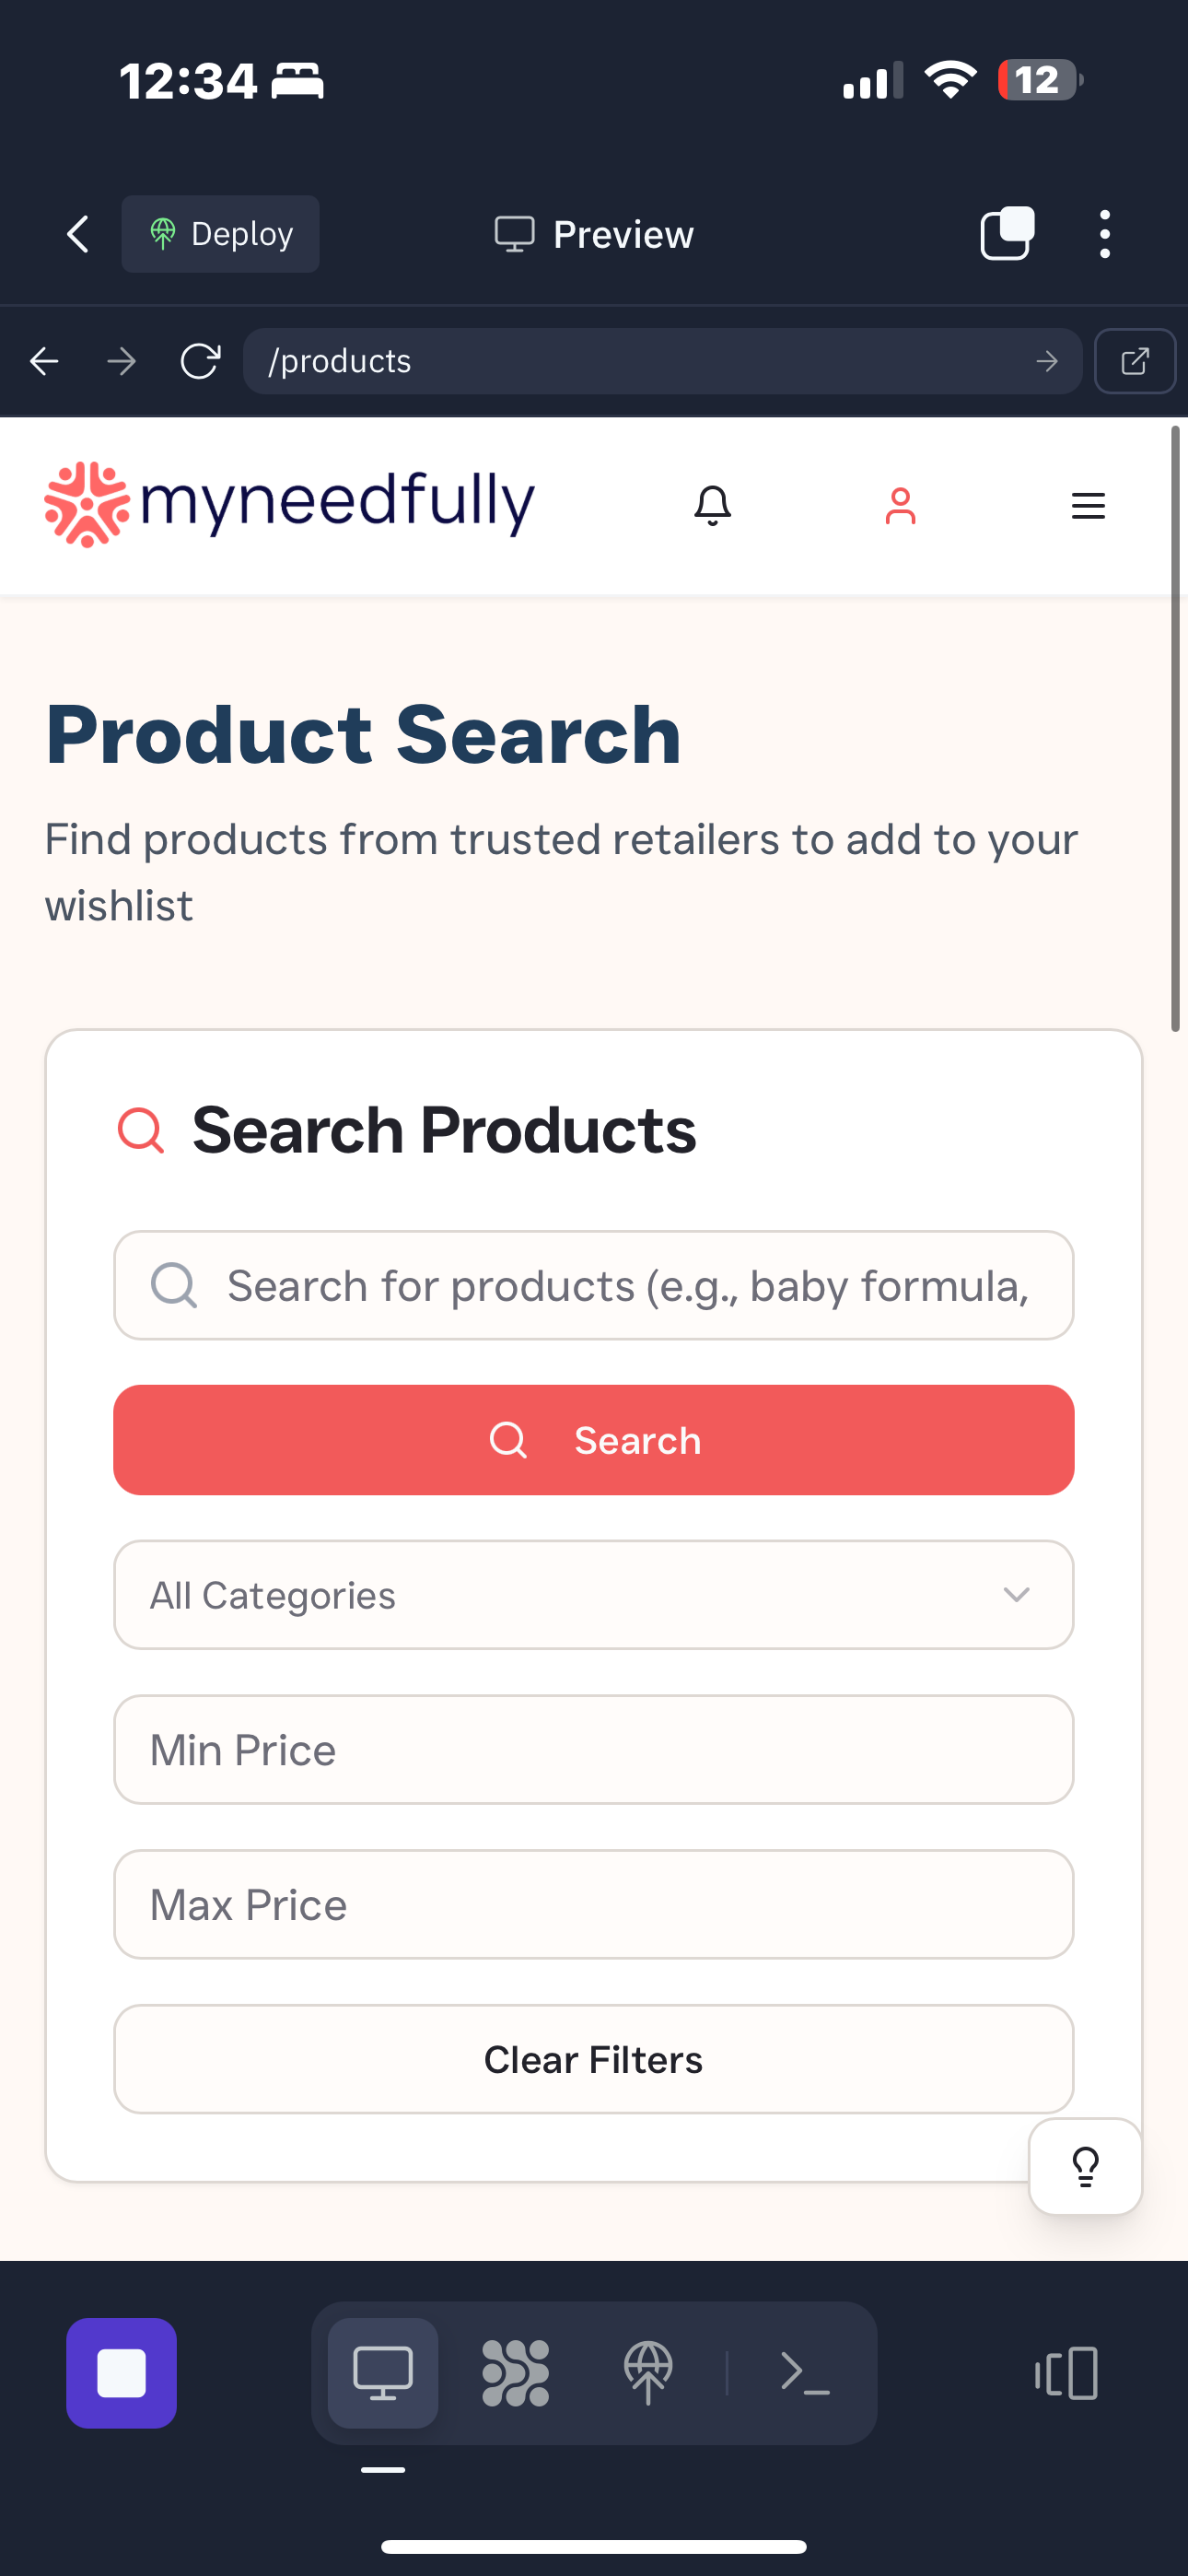 12:34
12
Deploy
Preview
/products
myneedfully
Product Search
Find products from trusted retailers to add to your
wishlist
Search Products
Search for products (e.g., baby formula,
Search
All Categories
Min Price
Max Price
Clear Filters